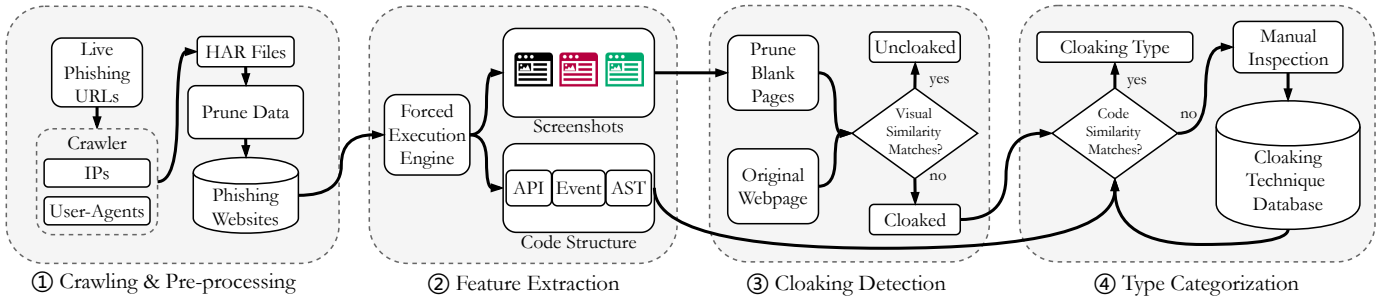 Live
Phishing
URLs
Crawler
IPs
User-Agents
HAR Files
Prune Data
Phishing
Websites
① Crawling & Pre-processing
Forced
Execution
Engine
Screenshots
API
Event
AST
Code Structure
② Feature Extraction
Prune
Blank
Pages
Original
Webpage
Uncloaked
yes
Visual
Similarity
Matches?
no
Cloaked
③ Cloaking Detection
Cloaking Type
yes
Code
Similarity
Matches?
no
Manual
Inspection
Cloaking
Technique
Database
④ Type Categorization